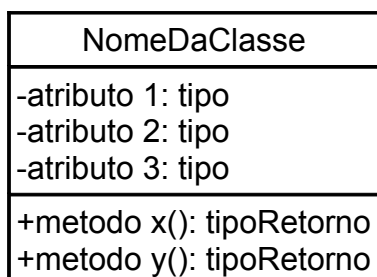 NomeDaClasse
-atributo 1: tipo
-atributo 2: tipo
-atributo 3: tipo
+metodo x(): tipoRetorno
+metodo y(): tipoRetorno